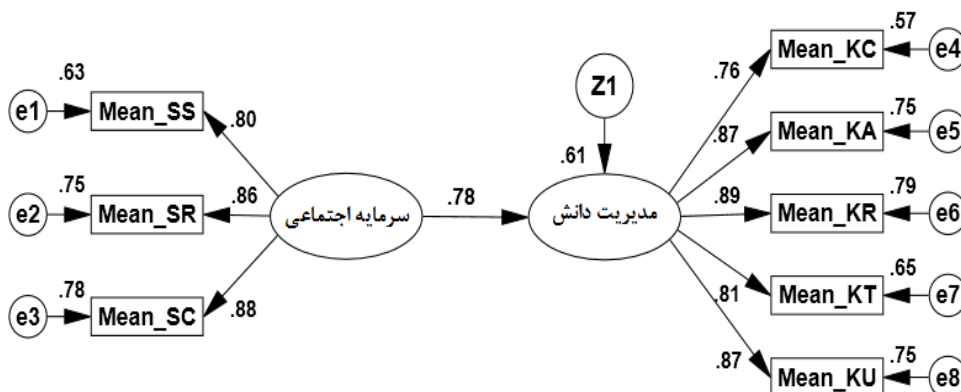 .63
e1
Mean_SS
.80
.75
e2
Mean_SR
.86
.78
e3
Mean_SC
.88
سرمایه اجتماعی
.78
Z1
.61
مدیریت دانش
.76
.57
Mean_KC
e4
.87
.75
Mean_KA
e5
.89
.79
Mean_KR
e6
.81
.65
Mean_KT
e7
.87
.75
Mean_KU
e8